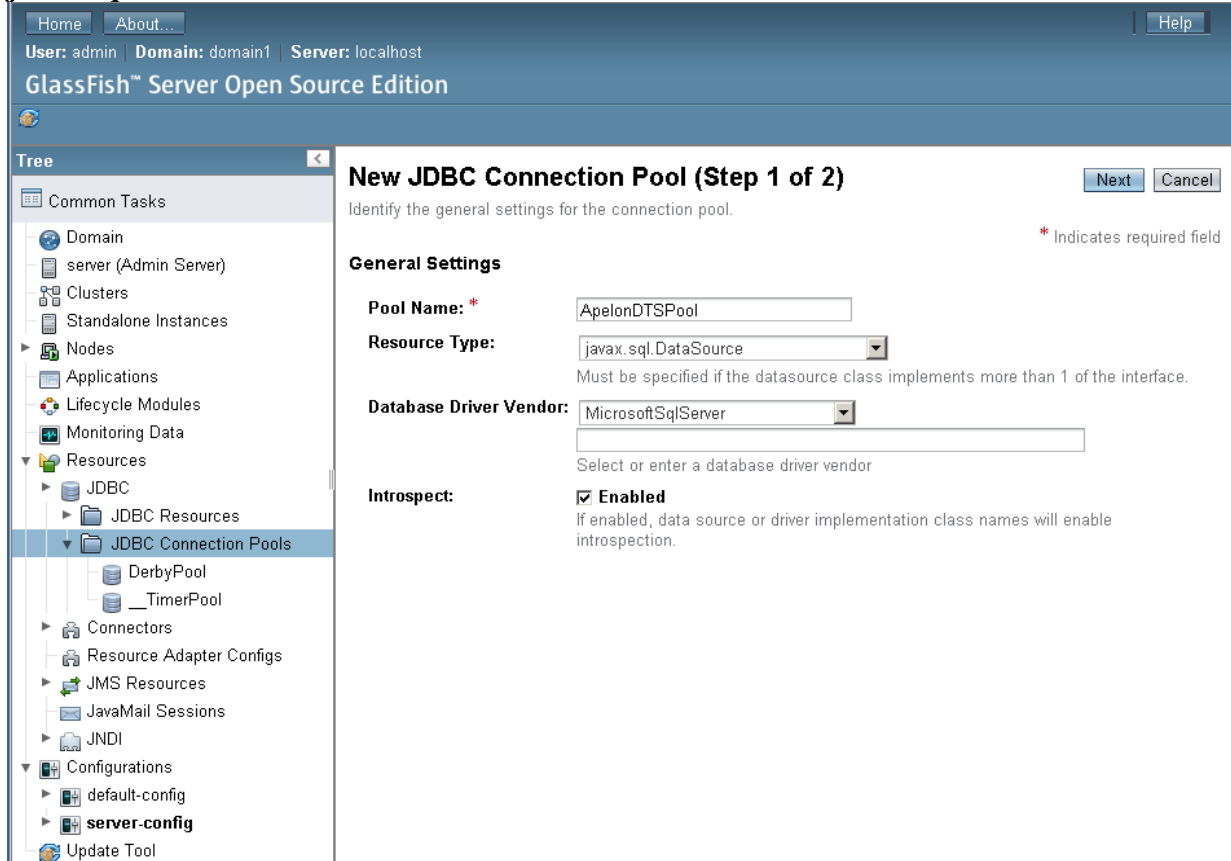 Home About... Help
User: admin Domain: domain1 Server: localhost
GlassFish™ Server Open Source Edition
Tree
Common Tasks
Domain
server (Admin Server)
Clusters
Standalone Instances
Nodes
Applications
Lifecycle Modules
Monitoring Data
Resources
JDBC
JDBC Resources
JDBC Connection Pools
DerbyPool
__TimerPool
Connectors
Resource Adapter Configs
JMS Resources
JavaMail Sessions
JNDI
Configurations
default-config
server-config
Update Tool
New JDBC Connection Pool (Step 1 of 2)
Next Cancel
Identify the general settings for the connection pool.
* Indicates required field
General Settings
Pool Name: * ApelonDTSPool
Resource Type: javax.sql.DataSource
Must be specified if the datasource class implements more than 1 of the interface.
Database Driver Vendor: MicrosoftSqlServer
Select or enter a database driver vendor
Introspect: Enabled
If enabled, data source or driver implementation class names will enable
introspection.